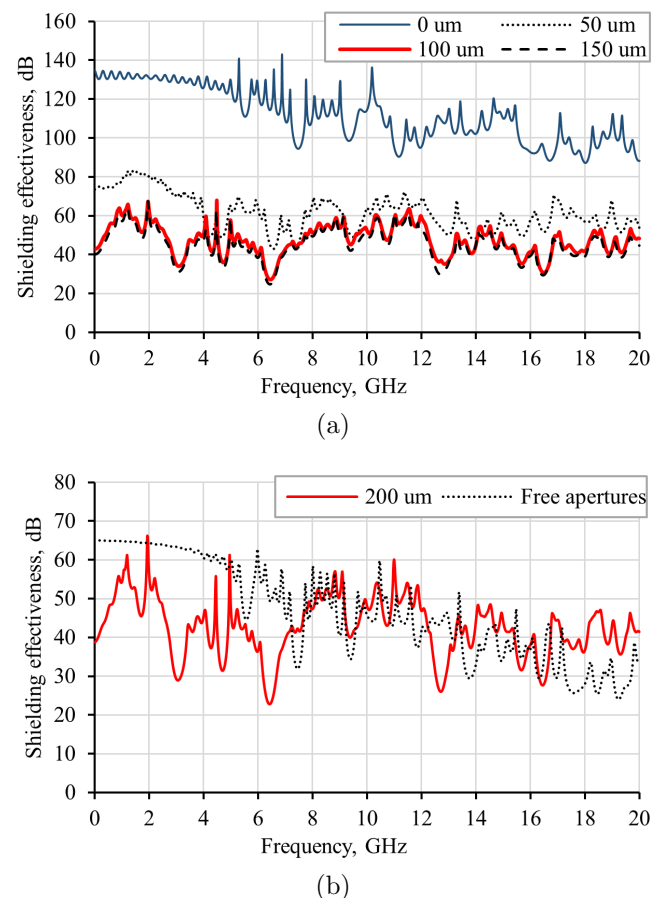 0 um 50 um
100 um 150 um
160
140
120
100
80
60
40
20
0
Shielding effectiveness, dB
0 2 4 6 8 10 12 14 16 18 20
Frequency, GHz
(a)
200 um Free apertures
80
70
60
50
40
30
20
10
0
Shielding effectiveness, dB
0 2 4 6 8 10 12 14 16 18 20
Frequency, GHz
(b)